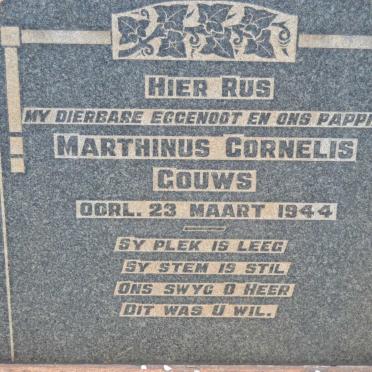 HIER RUS
MY DIERBARE EGGENOOT EN ONS PAPPI
MARTHINUS CORNELIS
GOUWS
OORL. 23 MAART 1944
SY PLEK IS LEEG
SY STEM IS STIL,
ONS SWYG O HEER
DIT WAS U WIL.